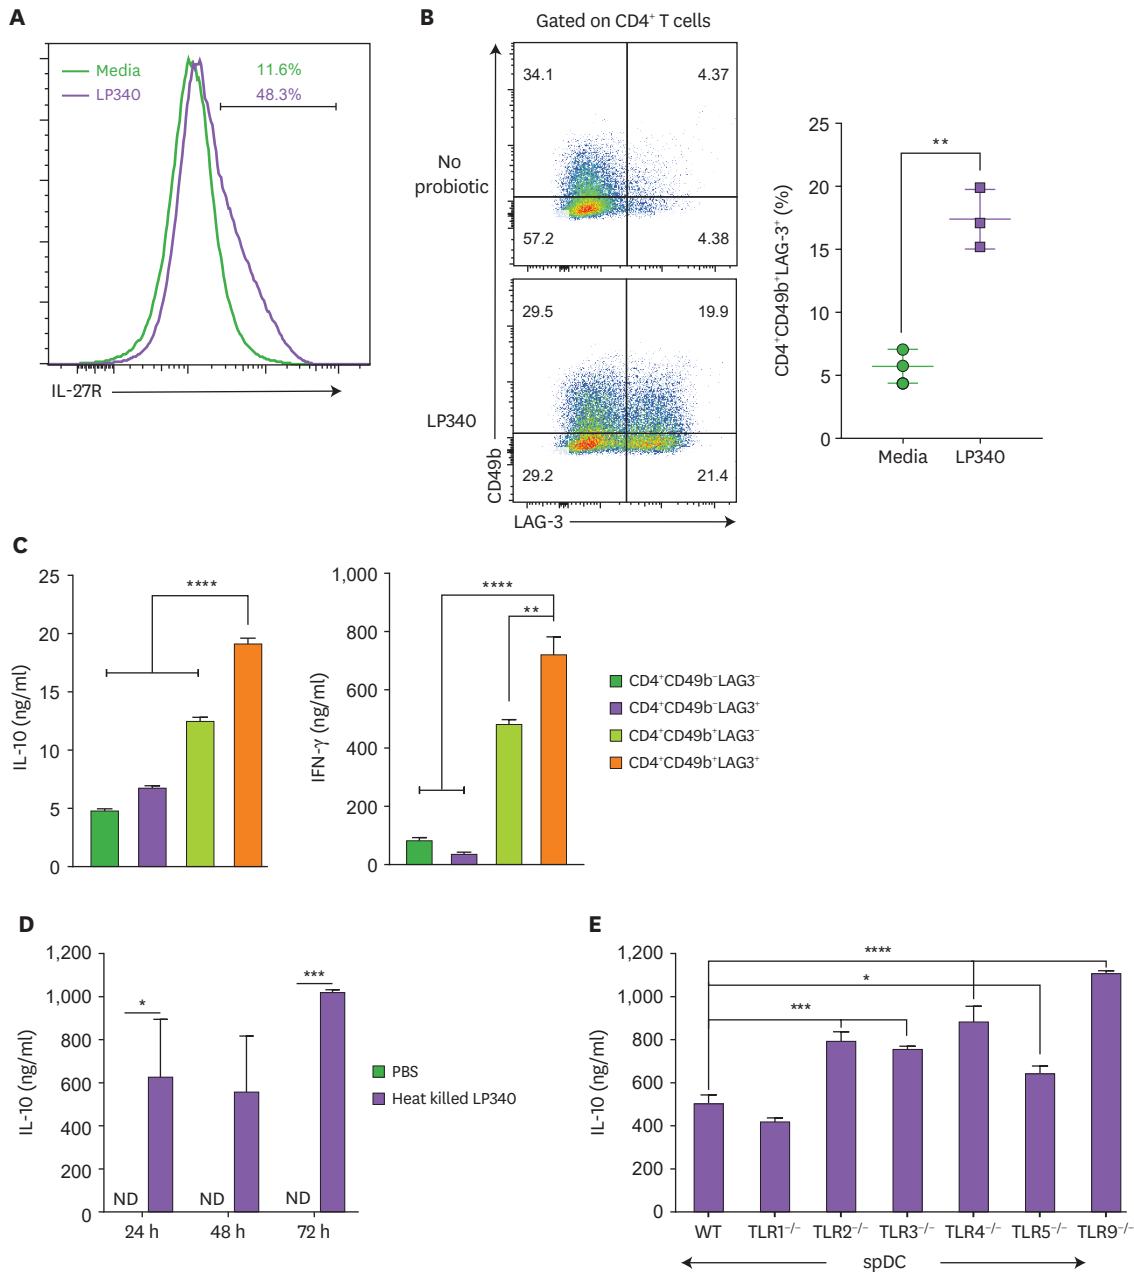 A
Media 11.6%
LP340 48.3%
IL-27R
B
Gated on CD4⁺ T cells
No
probiotic
34.1 4.37
57.2 4.38
LP340
29.5 19.9
29.2 21.4
CD49b
LAG-3
CD4⁺CD49b⁺LAG-3⁺ (%)
25
20
15
10
5
0
**
Media LP340
C
IL-10 (ng/ml)
25
20
15
10
5
0
****
IFN-γ (ng/ml)
1,000
800
600
400
200
0
****
**
CD4⁺CD49b⁻LAG3⁻
CD4⁺CD49b⁻LAG3⁺
CD4⁺CD49b⁺LAG3⁻
CD4⁺CD49b⁺LAG3⁺
D
IL-10 (ng/ml)
1,200
1,000
800
600
400
200
0
*
***
ND ND ND
24 h 48 h 72 h
PBS
Heat killed LP340
E
IL-10 (ng/ml)
1,200
1,000
800
600
400
200
0
****
*
***
WT TLR1⁻/⁻ TLR2⁻/⁻ TLR3⁻/⁻ TLR4⁻/⁻ TLR5⁻/⁻ TLR9⁻/⁻
spDC